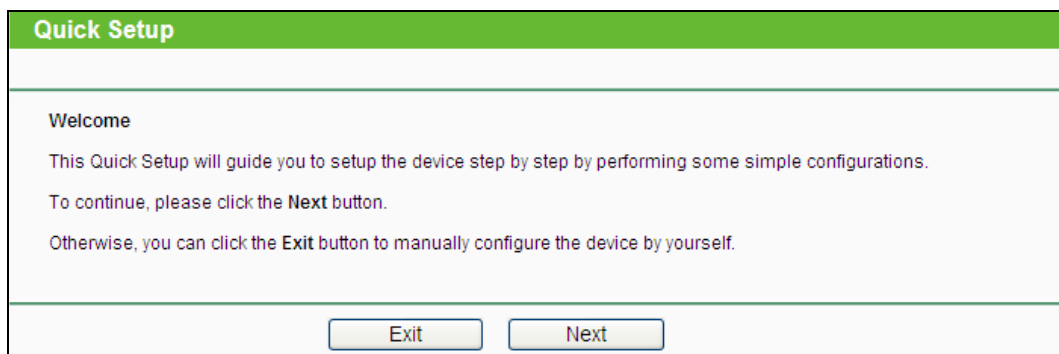 Quick Setup
Welcome
This Quick Setup will guide you to setup the device step by step by performing some simple configurations.
To continue, please click the Next button.
Otherwise, you can click the Exit button to manually configure the device by yourself.
Exit Next